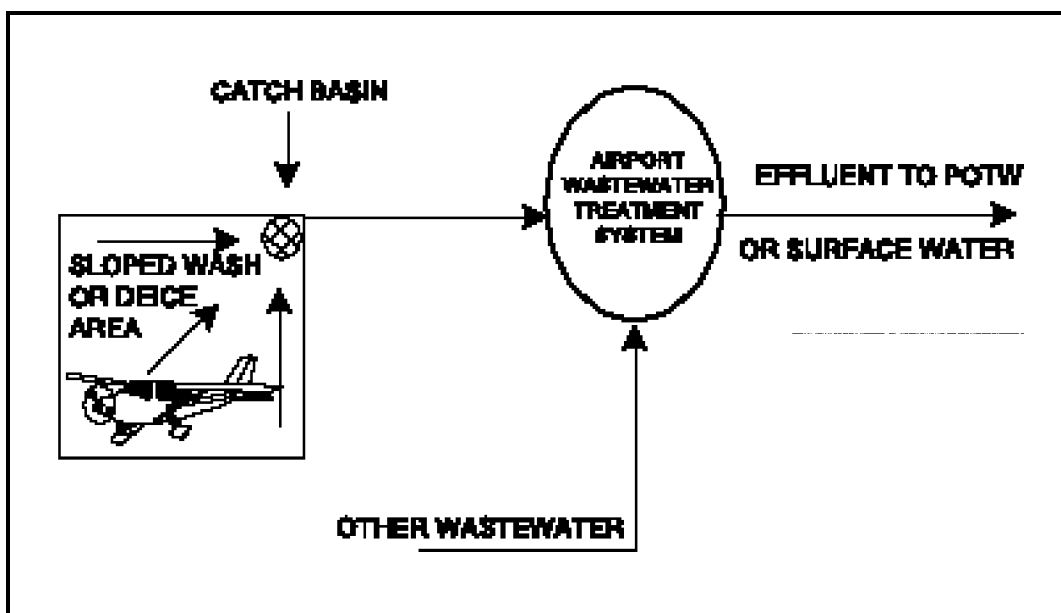 CATCH BASIN
AIRPORT
WASTEWATER
TREATMENT
SYSTEM
EFFLUENT TO POTW
OR SURFACE WATER
SLOPED WASH
OR DEICE
AREA
OTHER WASTEWATER